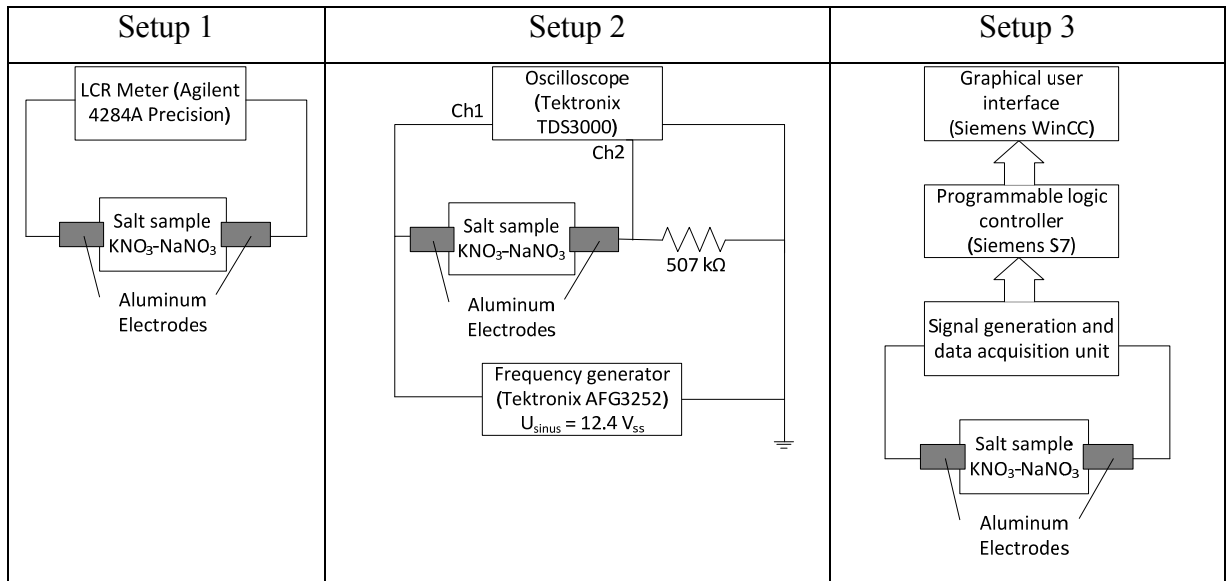 Setup 1
Setup 2
Setup 3
LCR Meter (Agilent
4284A Precision)
Salt sample
KNO₃-NaNO₃
Aluminum
Electrodes
Oscilloscope
(Tektronix
TDS3000)
Ch1
Ch2
Salt sample
KNO₃-NaNO₃
507 kΩ
Aluminum
Electrodes
Frequency generator
(Tektronix AFG3252)
U_sinus = 12.4 V_ss
Graphical user
interface
(Siemens WinCC)
Programmable logic
controller
(Siemens S7)
Signal generation and
data acquisition unit
Salt sample
KNO₃-NaNO₃
Aluminum
Electrodes